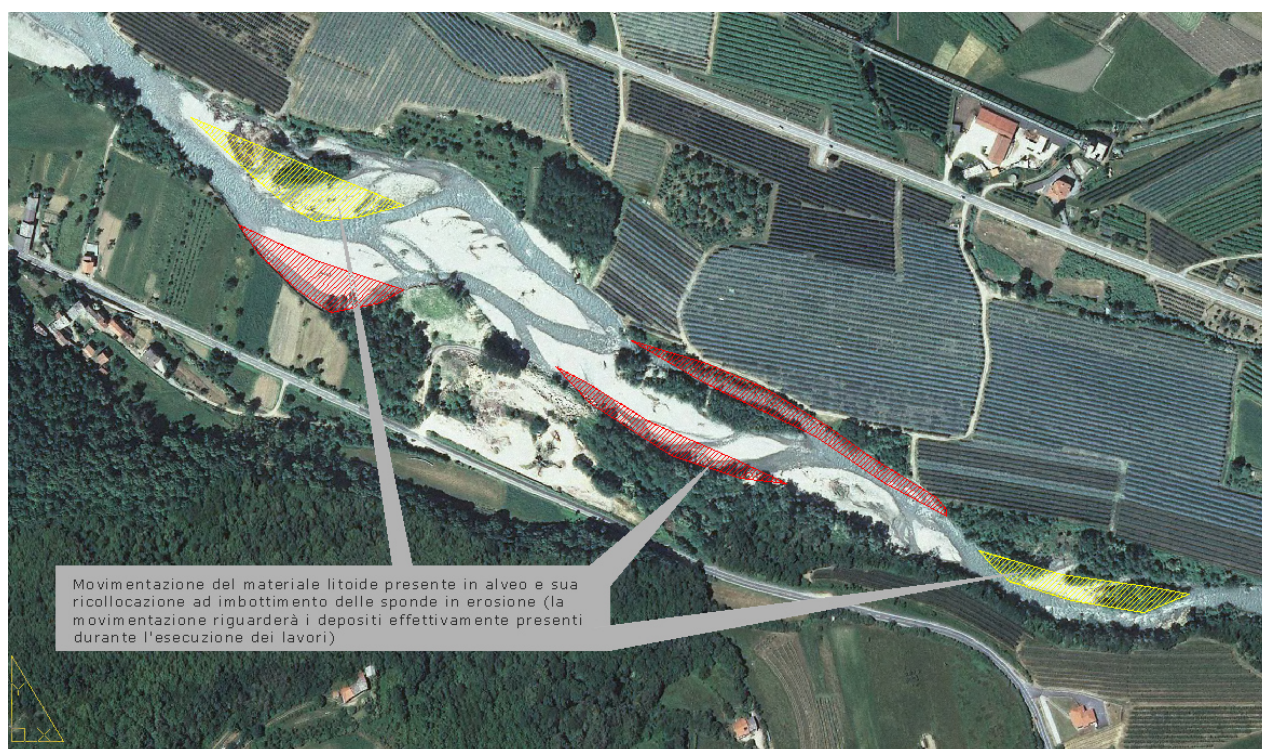 Movimentazione del materiale litoide presente in alveo e sua
ricollocazione ad imbottimento delle sponde in erosione (la
movimentazione riguarderà i depositi effettivamente presenti
durante l'esecuzione dei lavori)
Y
X